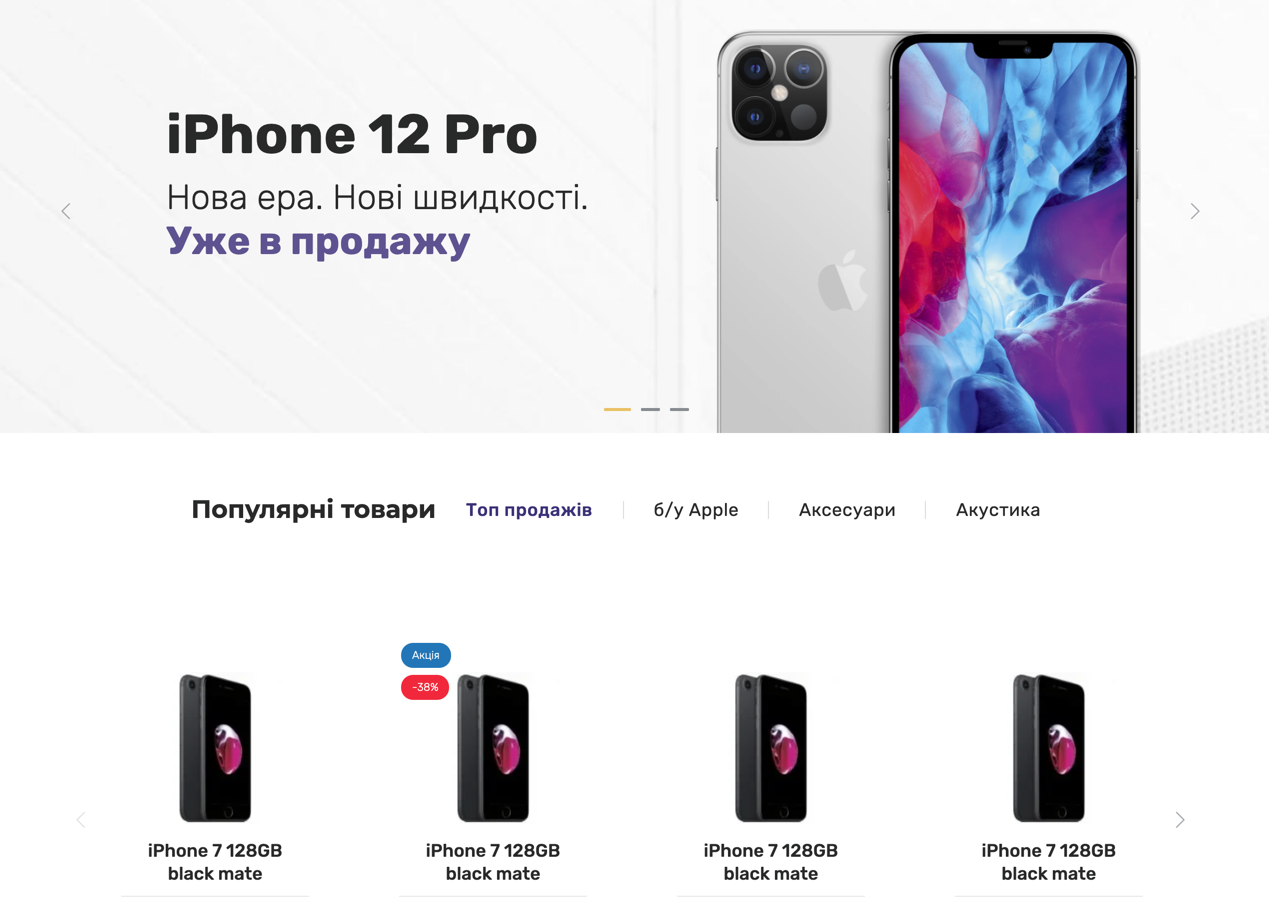 iPhone 12 Pro
Нова ера. Нові швидкості.
Уже в продажу
Популярні товари
Топ продажів
б/у Apple
Аксесуари
Акустика
Акція
-38%
iPhone 7 128GB
black mate
iPhone 7 128GB
black mate
iPhone 7 128GB
black mate
iPhone 7 128GB
black mate